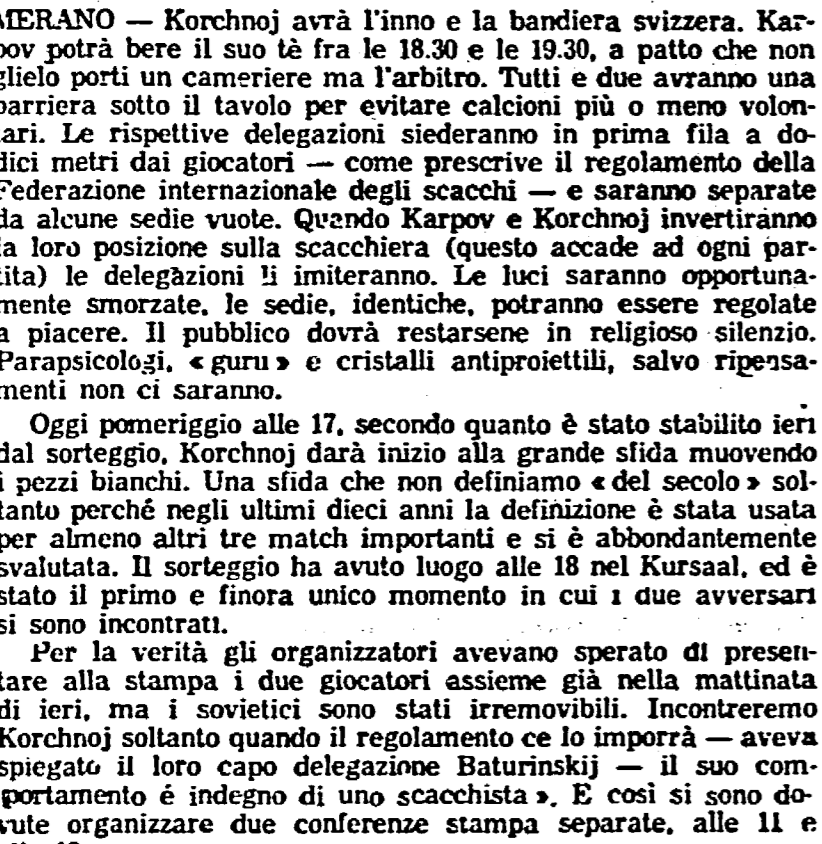 MERANO — Korchnoj avrà l'inno e la bandiera svizzera. Kar-
pov potrà bere il suo tè fra le 18.30 e le 19.30, a patto che non
glielo porti un cameriere ma l'arbitro. Tutti e due avranno una
barriera sotto il tavolo per evitare calcioni più o meno volon-
tari. Le rispettive delegazioni siederanno in prima fila a do-
dici metri dai giocatori — come prescrive il regolamento della
Federazione internazionale degli scacchi — e saranno separate
da alcune sedie vuote. Quando Karpov e Korchnoj invertiranno
la loro posizione sulla scacchiera (questo accade ad ogni par-
tita) le delegazioni li imiteranno. Le luci saranno opportuna-
mente smorzate, le sedie, identiche, potranno essere regolate
a piacere. Il pubblico dovrà restarsene in religioso silenzio.
Parapsicologi, « guru » e cristalli antiproiettili, salvo ripensa-
menti non ci saranno.
Oggi pomeriggio alle 17, secondo quanto è stato stabilito ieri
dal sorteggio, Korchnoj darà inizio alla grande sfida muovendo
i pezzi bianchi. Una sfida che non definiamo « del secolo » sol-
tanto perché negli ultimi dieci anni la definizione è stata usata
per almeno altri tre match importanti e si è abbondantemente
svalutata. Il sorteggio ha avuto luogo alle 18 nel Kursaal, ed è
stato il primo e finora unico momento in cui i due avversari
si sono incontrati.
Per la verità gli organizzatori avevano sperato di presen-
tare alla stampa i due giocatori assieme già nella mattinata
di ieri, ma i sovietici sono stati irremovibili. Incontreremo
Korchnoj soltanto quando il regolamento ce lo imporrà — aveva
spiegato il loro capo delegazione Baturinskij — il suo com-
portamento é indegno di uno scacchista ». E così si sono do-
vute organizzare due conferenze stampa separate, alle 11 e